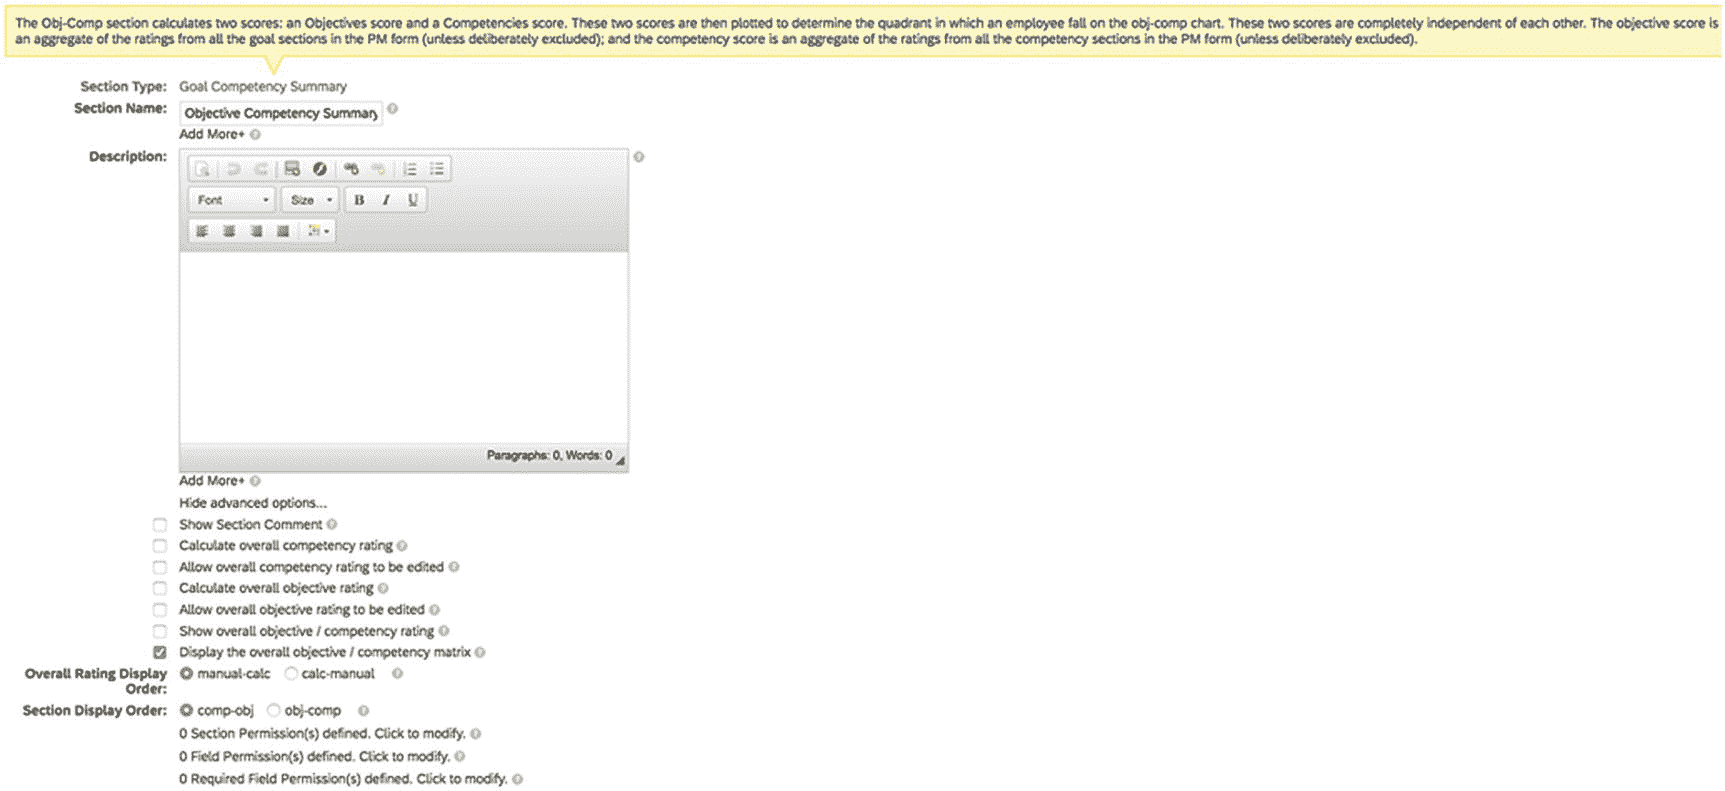 The Obj-Comp section calculates two scores: an Objectives score and a Competencies score. These two scores are then plotted to determine the quadrant in which an employee fall on the obj-comp chart. These two scores are completely independent of each other. The objective score is
an aggregate of the ratings from all the goal sections in the PM form (unless deliberately excluded); and the competency score is an aggregate of the ratings from all the competency sections in the PM form (unless deliberately excluded).
Section Type: Goal Competency Summary
Section Name: Objective Competency Summary
Add More+
Description:
Font Size B I U
Paragraphs: 0, Words: 0
Add More+
Hide advanced options...
Show Section Comment
Calculate overall competency rating
Allow overall competency rating to be edited
Calculate overall objective rating
Allow overall objective rating to be edited
Show overall objective / competency rating
Display the overall objective / competency matrix
Overall Rating Display Order: manual-calc calc-manual
Section Display Order: comp-obj obj-comp
0 Section Permission(s) defined. Click to modify.
0 Field Permission(s) defined. Click to modify.
0 Required Field Permission(s) defined. Click to modify.